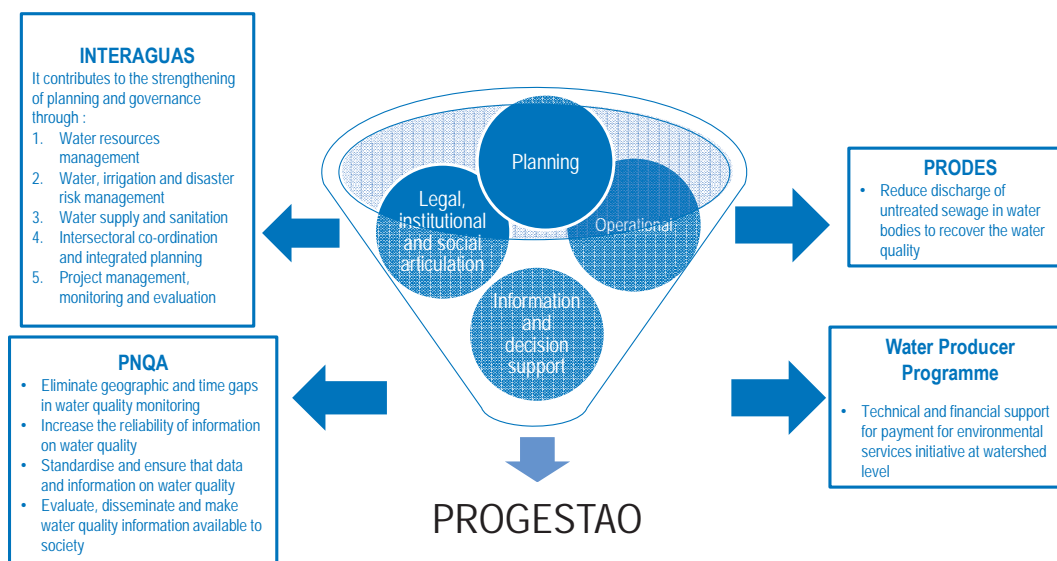 INTERAGUAS
It contributes to the strengthening
of planning and governance
through :
1. Water resources
management
2. Water, irrigation and disaster
risk management
3. Water supply and sanitation
4. Intersectoral co-ordination
and integrated planning
5. Project management,
monitoring and evaluation
PNQA
• Eliminate geographic and time gaps
in water quality monitoring
• Increase the reliability of information
on water quality
• Standardise and ensure that data
and information on water quality
• Evaluate, disseminate and make
water quality information available to
society
Planning
Legal,
institutional
and social
articulation
Operational
Information
and
decision
support
PROGESTAO
PRODES
• Reduce discharge of
untreated sewage in water
bodies to recover the water
quality
Water Producer
Programme
• Technical and financial support
for payment for environmental
services initiative at watershed
level